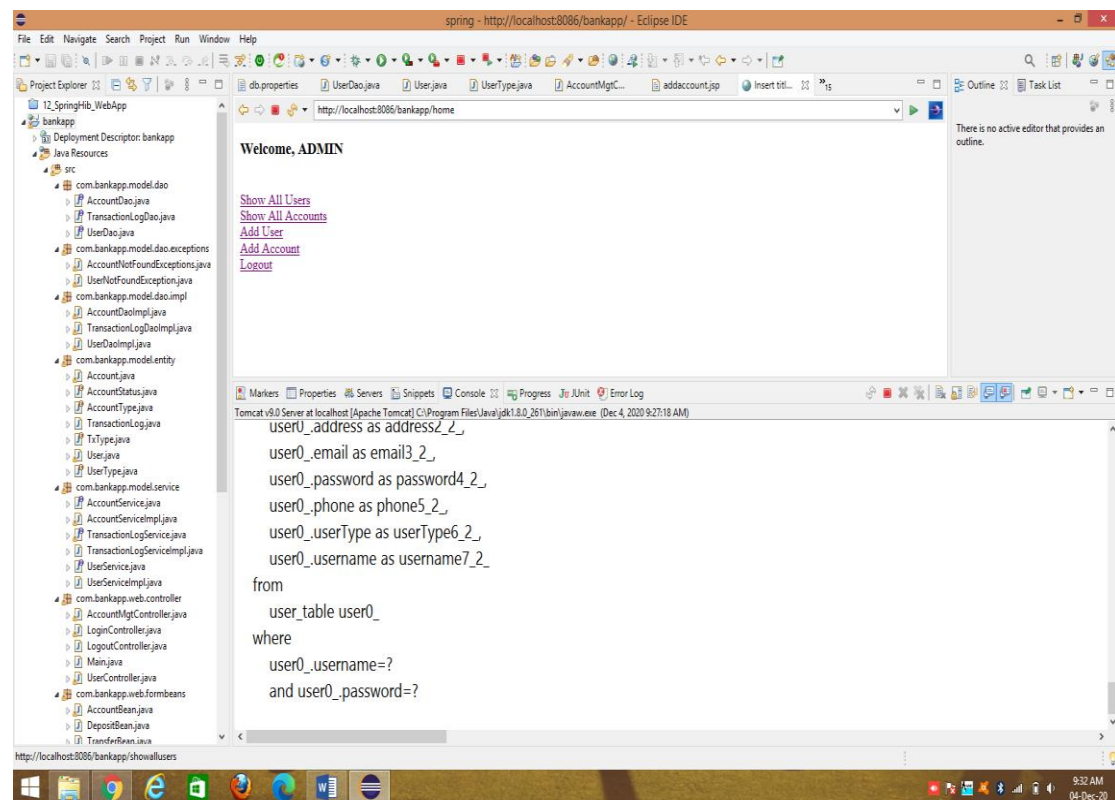 spring - http://localhost:8086/bankapp/ - Eclipse IDE
File Edit Navigate Search Project Run Window Help
Project Explorer
db.properties UserDao.java User.java UserType.java AccountMgtC... addaccount.jsp Insert titl... »15
Outline Task List
12_SpringHib_WebApp
bankapp
Deployment Descriptor: bankapp
Java Resources
src
com.bankapp.model.dao
AccountDao.java
TransactionLogDao.java
UserDao.java
com.bankapp.model.dao.exceptions
AccountNotFoundExceptions.java
UserNotFoundException.java
com.bankapp.model.dao.impl
AccountDaoImpl.java
TransactionLogDaoImpl.java
UserDaoImpl.java
com.bankapp.model.entity
Account.java
AccountStatus.java
AccountType.java
TransactionLog.java
TxType.java
User.java
UserType.java
com.bankapp.model.service
AccountService.java
AccountServiceImpl.java
TransactionLogService.java
TransactionLogServiceImpl.java
UserService.java
UserServiceImpl.java
com.bankapp.web.controller
AccountMgtController.java
LoginController.java
LogoutController.java
Main.java
UserController.java
com.bankapp.web.formbeans
AccountBean.java
DepositBean.java
TransferBean.java
http://localhost:8086/bankapp/home
Welcome, ADMIN
Show All Users
Show All Accounts
Add User
Add Account
Logout
There is no active editor that provides an
outline.
Markers Properties Servers Snippets Console Progress JUnit Error Log
Tomcat v9.0 Server at localhost [Apache Tomcat] C:\Program Files\Java\jdk1.8.0_261\bin\javaw.exe (Dec 4, 2020 9:27:18 AM)
user0_.address as address2_2_,
user0_.email as email3_2_,
user0_.password as password4_2_,
user0_.phone as phone5_2_,
user0_.userType as userType6_2_,
user0_.username as username7_2_
from
user_table user0_
where
user0_.username=?
and user0_.password=?
http://localhost:8086/bankapp/showallusers
9:32 AM
04-Dec-20